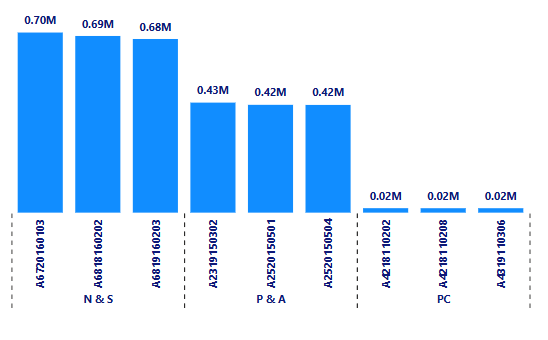 0.70M
0.69M
0.68M
0.43M
0.42M
0.42M
0.02M
0.02M
0.02M
A6720160103
A6818160202
A6819160203
A2319150302
A2520150501
A2520150504
A4218110202
A4218110208
A4319110306
N & S
P & A
PC